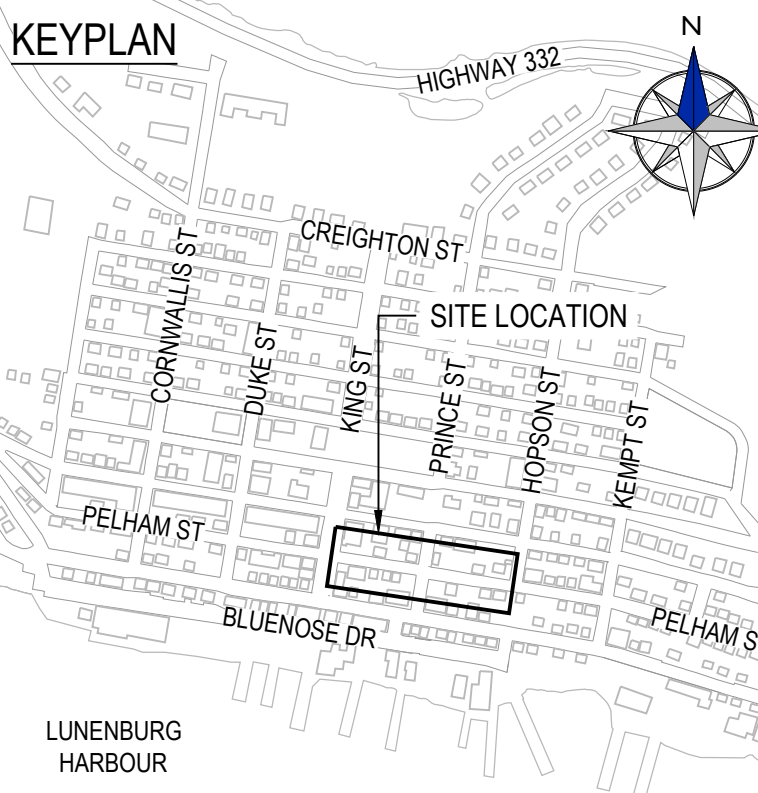 KEYPLAN
N
HIGHWAY 332
CREIGHTON ST
CORNWALLIS ST
DUKE ST
KING ST
SITE LOCATION
PRINCE ST
HOPSON ST
KEMPT ST
PELHAM ST
BLUENOSE DR
PELHAM S
LUNENBURG
HARBOUR